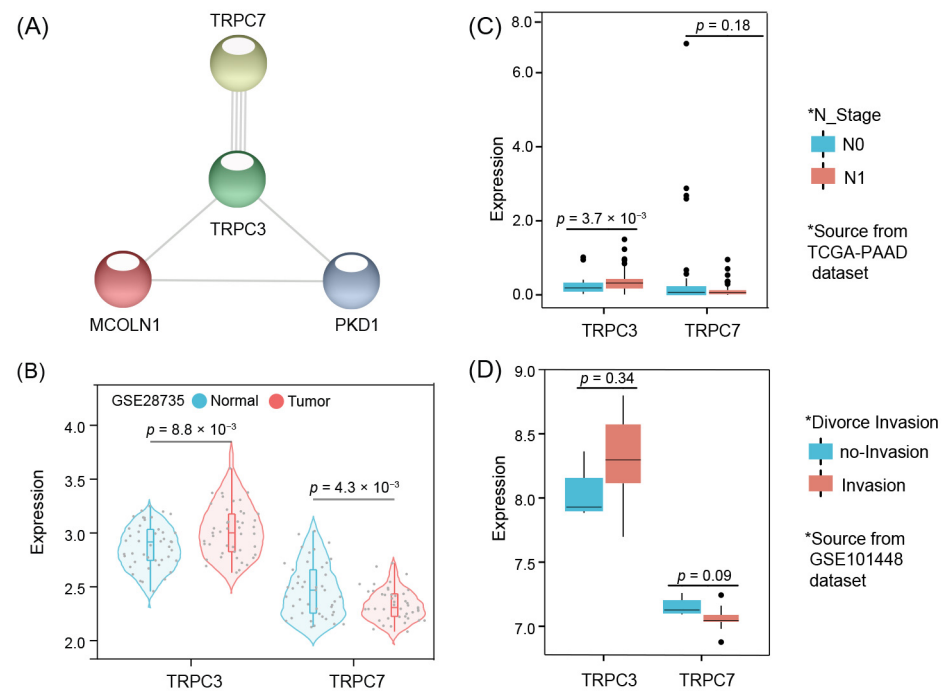 (A)
TRPC7
TRPC3
MCOLN1
PKD1
(B)
GSE28735 Normal Tumor
p = 8.8 × 10⁻³
p = 4.3 × 10⁻³
Expression
4.0
3.5
3.0
2.5
2.0
TRPC3 TRPC7
(C)
p = 0.18
p = 3.7 × 10⁻³
Expression
8.0
6.0
4.0
2.0
0.0
TRPC3 TRPC7
*N_Stage
N0
N1
*Source from
TCGA-PAAD
dataset
(D)
p = 0.34
p = 0.09
Expression
9.0
8.5
8.0
7.5
7.0
TRPC3 TRPC7
*Divorce Invasion
no-Invasion
Invasion
*Source from
GSE101448
dataset